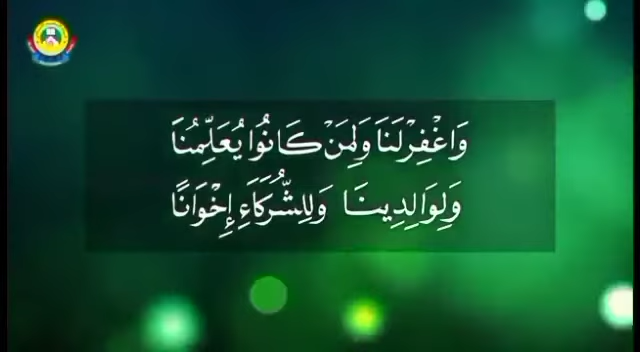 وَاغْفِرْلَنَا وَلِمَنْ كَانُوا يُعَلِّمُنَا
وَلِوَالِدِينَا وَلِلشُّرَكَاءِ إِخْوَانًا